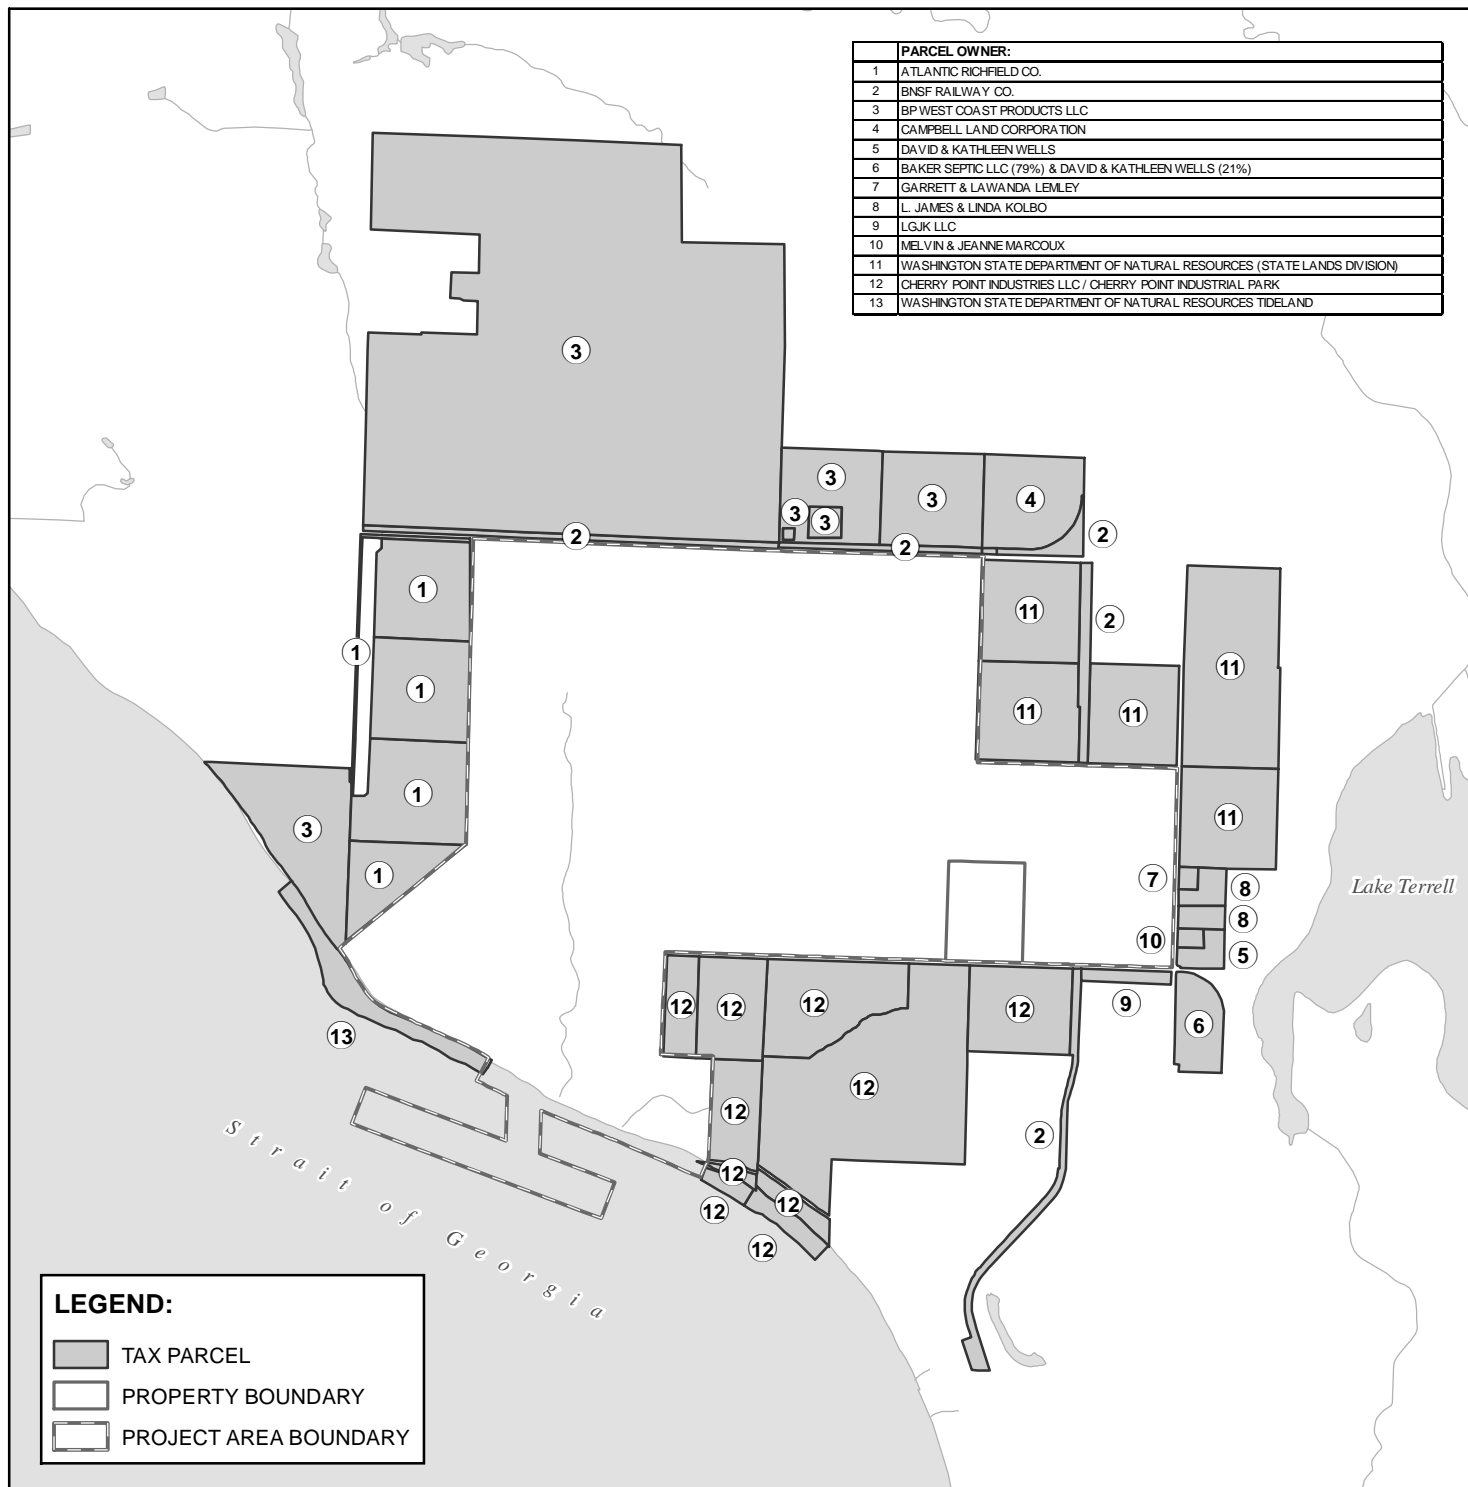 PARCEL OWNER:
1 ATLANTIC RICHFIELD CO.
2 BNSF RAILWAY CO.
3 BP WEST COAST PRODUCTS LLC
4 CAMPBELL LAND CORPORATION
5 DAVID & KATHLEEN WELLS
6 BAKER SEPTIC LLC (79%) & DAVID & KATHLEEN WELLS (21%)
7 GARRETT & LAWANDA LEMLEY
8 L. JAMES & LINDA KOLBO
9 LGJK LLC
10 MELVIN & JEANNE MARCOUX
11 WASHINGTON STATE DEPARTMENT OF NATURAL RESOURCES (STATE LANDS DIVISION)
12 CHERRY POINT INDUSTRIES LLC / CHERRY POINT INDUSTRIAL PARK
13 WASHINGTON STATE DEPARTMENT OF NATURAL RESOURCES TIDELAND
3
3
3
4
3
3
2
2
2
1
11
2
1
11
1
11
11
1
11
3
1
7
8
Lake Terrell
8
10
5
12
12
12
12
9
6
13
12
12
2
12
12
12
12
Strait of Georgia
LEGEND:
TAX PARCEL
PROPERTY BOUNDARY
PROJECT AREA BOUNDARY